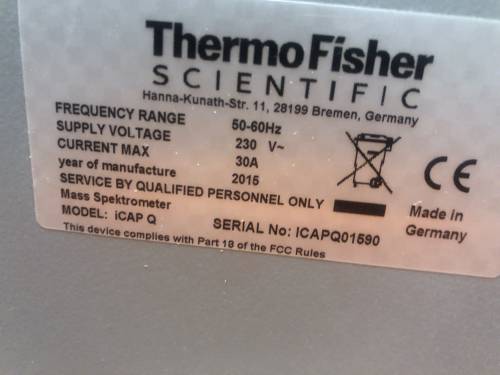 ThermoFisher
SCIENTIFIC
Hanna-Kunath-Str. 11, 28199 Bremen, Germany
FREQUENCY RANGE 50-60Hz
SUPPLY VOLTAGE 230 V~
CURRENT MAX 30A
year of manufacture 2015
SERVICE BY QUALIFIED PERSONNEL ONLY
CE
Mass Spektrometer
MODEL: iCAP Q SERIAL No: ICAPQ01590
Made in
Germany
This device complies with Part 18 of the FCC Rules